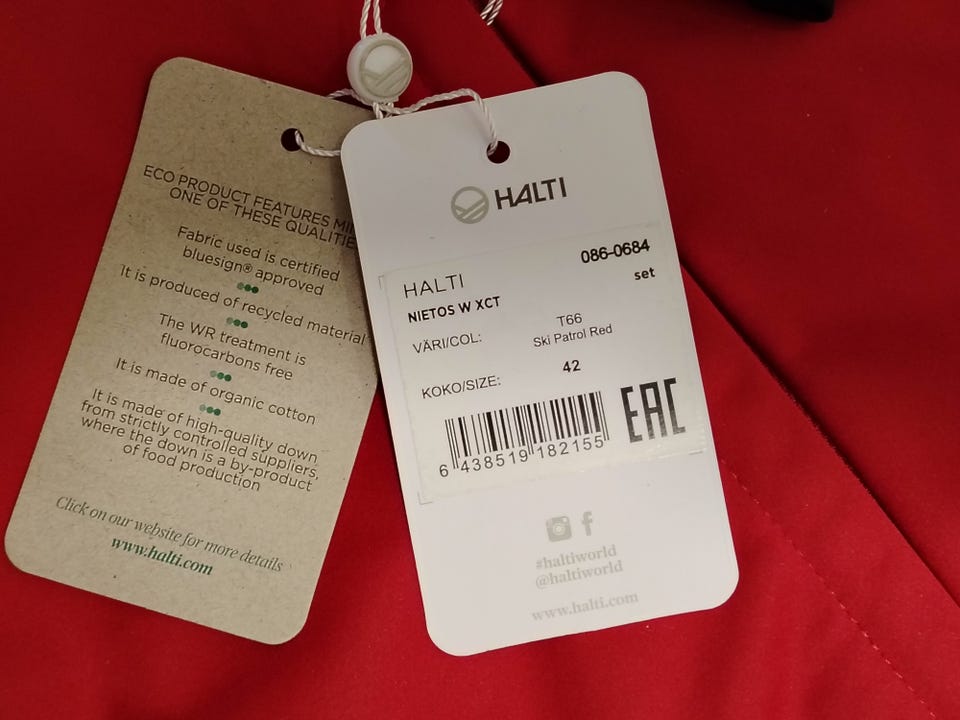 ECO PRODUCT FEATURES
ONE OF THESE
Fabric used is certified
bluesign® approved
It is produced of recycled material
The WR treatment is
fluorocarbons free
It is made of organic cotton
It is made of high-quality down
from strictly controlled suppliers,
where the down is a by-product
of food production
Click on our website for more details
www.halti.com
HALTI
086-0684
HALTI
set
NIETOS W XCT
VÄRI/COL:
T66
Ski Patrol Red
KOKO/SIZE:
42
6 438519 182155
EAC
#haltiworld
@haltiworld
www.halti.com